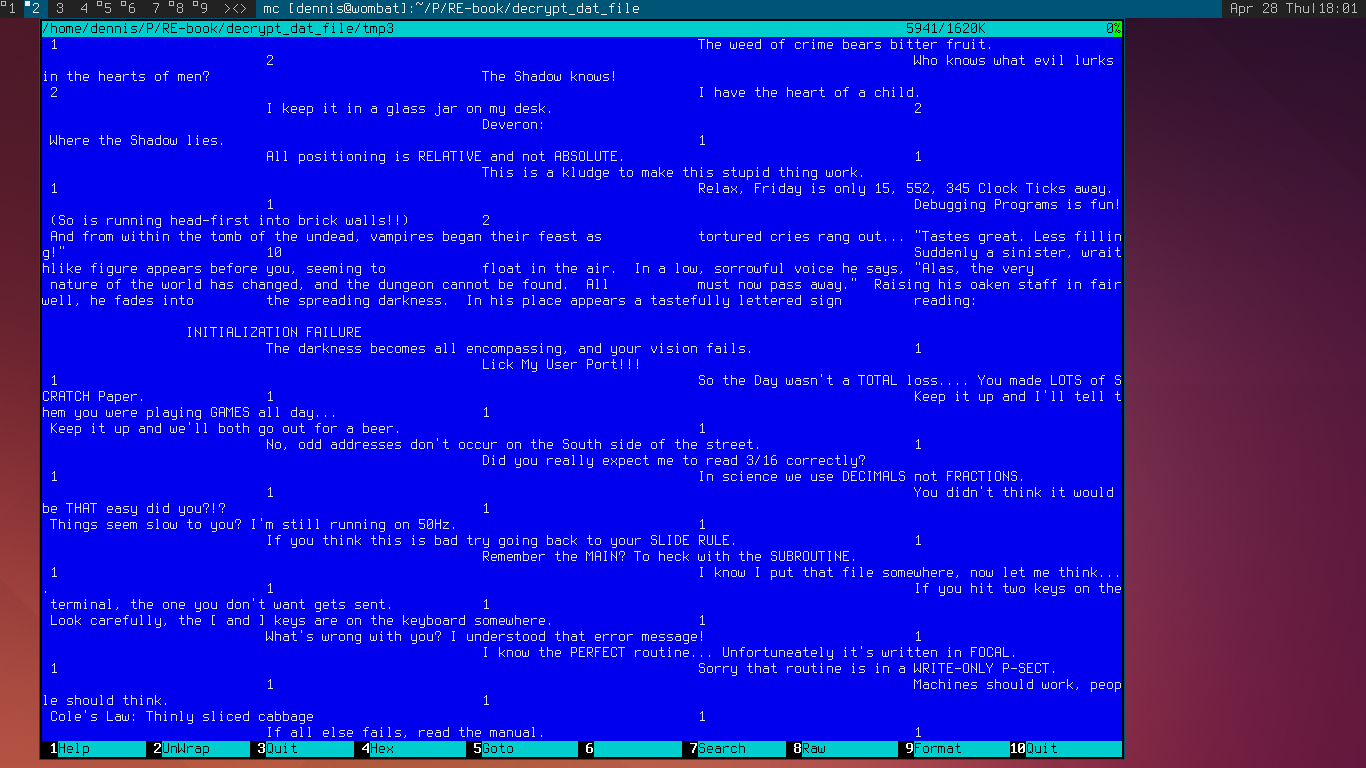 1 2 3 4 5 6 7 8 9 ><> mc [dennis@wombat]:~/P/RE-book/decrypt_dat_file Apr 28 Thu 18:01
/home/dennis/P/RE-book/decrypt_dat_file/tmp3 5941/1620K 0%
1 The weed of crime bears bitter fruit.
2 Who knows what evil lurks
in the hearts of men? The Shadow knows!
2 I have the heart of a child.
I keep it in a glass jar on my desk. 2
Deveron:
Where the Shadow lies. 1
All positioning is RELATIVE and not ABSOLUTE. 1
This is a kludge to make this stupid thing work.
1 Relax, Friday is only 15, 552, 345 Clock Ticks away.
1 Debugging Programs is fun!
(So is running head-first into brick walls!!) 2
And from within the tomb of the undead, vampires began their feast as tortured cries rang out... "Tastes great. Less fillin
g!" 10 Suddenly a sinister, wrait
hlike figure appears before you, seeming to float in the air. In a low, sorrowful voice he says, "Alas, the very
nature of the world has changed, and the dungeon cannot be found. All must now pass away." Raising his oaken staff in fair
well, he fades into the spreading darkness. In his place appears a tastefully lettered sign reading:
INITIALIZATION FAILURE
The darkness becomes all encompassing, and your vision fails. 1
Lick My User Port!!!
1 So the Day wasn't a TOTAL loss.... You made LOTS of S
CRATCH Paper. 1 Keep it up and I'll tell t
hem you were playing GAMES all day... 1
Keep it up and we'll both go out for a beer. 1
No, odd addresses don't occur on the South side of the street. 1
Did you really expect me to read 3/16 correctly?
1 In science we use DECIMALS not FRACTIONS.
1 You didn't think it would
be THAT easy did you?!? 1
Things seem slow to you? I'm still running on 50Hz. 1
If you think this is bad try going back to your SLIDE RULE. 1
Remember the MAIN? To heck with the SUBROUTINE.
1 I know I put that file somewhere, now let me think...
. 1 If you hit two keys on the
terminal, the one you don't want gets sent. 1
Look carefully, the [ and ] keys are on the keyboard somewhere. 1
What's wrong with you? I understood that error message! 1
I know the PERFECT routine... Unfortuneately it's written in FOCAL.
1 Sorry that routine is in a WRITE-ONLY P-SECT.
1 Machines should work, peop
le should think. 1
Cole's Law: Thinly sliced cabbage 1
If all else fails, read the manual. 1
1Help 2UnWrap 3Quit 4Hex 5Goto 6 7Search 8Raw 9Format 10Quit